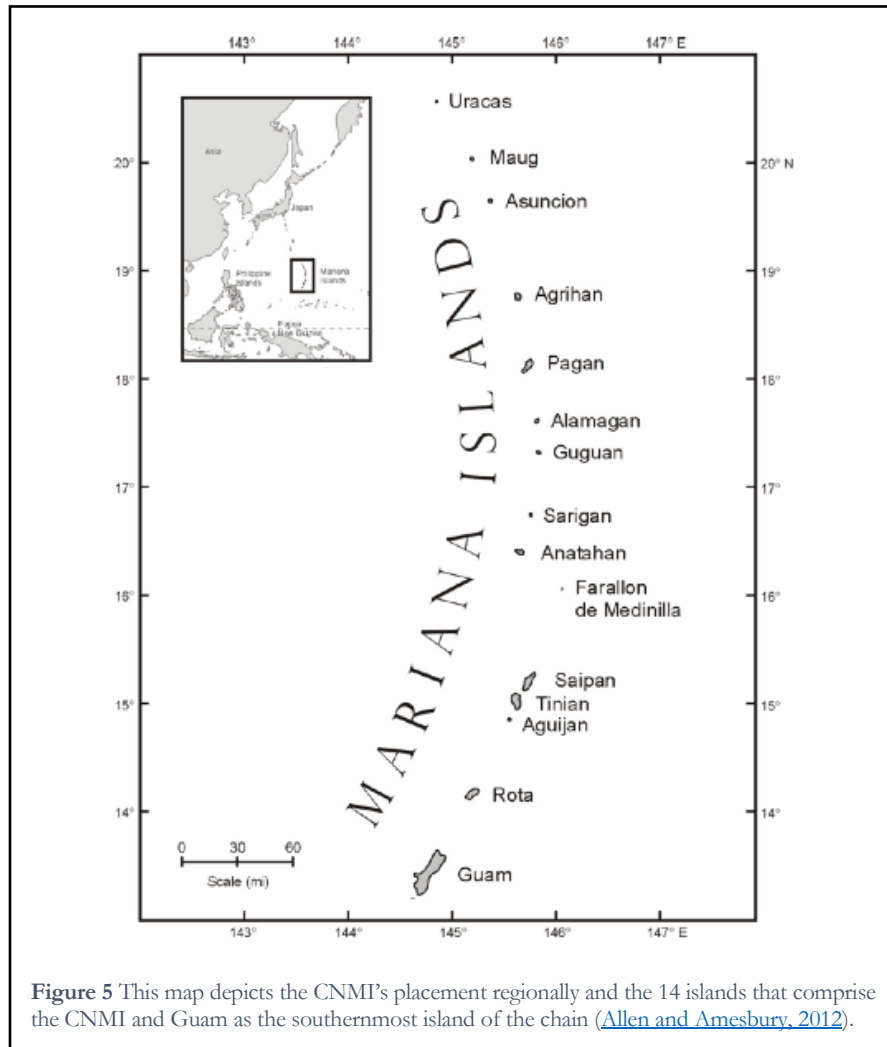 143° 144° 145° 146° 147° E
Uracas
Maug
20° 20° N
Asuncion
Asia
Japan
Philippine
Islands
Mariana
Islands
Papua
New Guinea
19° 19°
Agrihan
Pagan
18° 18°
Alamagan
Guguan
17° 17°
Sarigan
Anatahan
Farallon
de Medinilla
16° 16°
MARIANA ISLANDS
Saipan
Tinian
15° 15°
Aguijan
Rota
14° 14°
0 30 60
Scale (mi)
Guam
143° 144° 145° 146° 147° E
Figure 5 This map depicts the CNMI’s placement regionally and the 14 islands that comprise
the CNMI and Guam as the southernmost island of the chain (Allen and Amesbury, 2012).